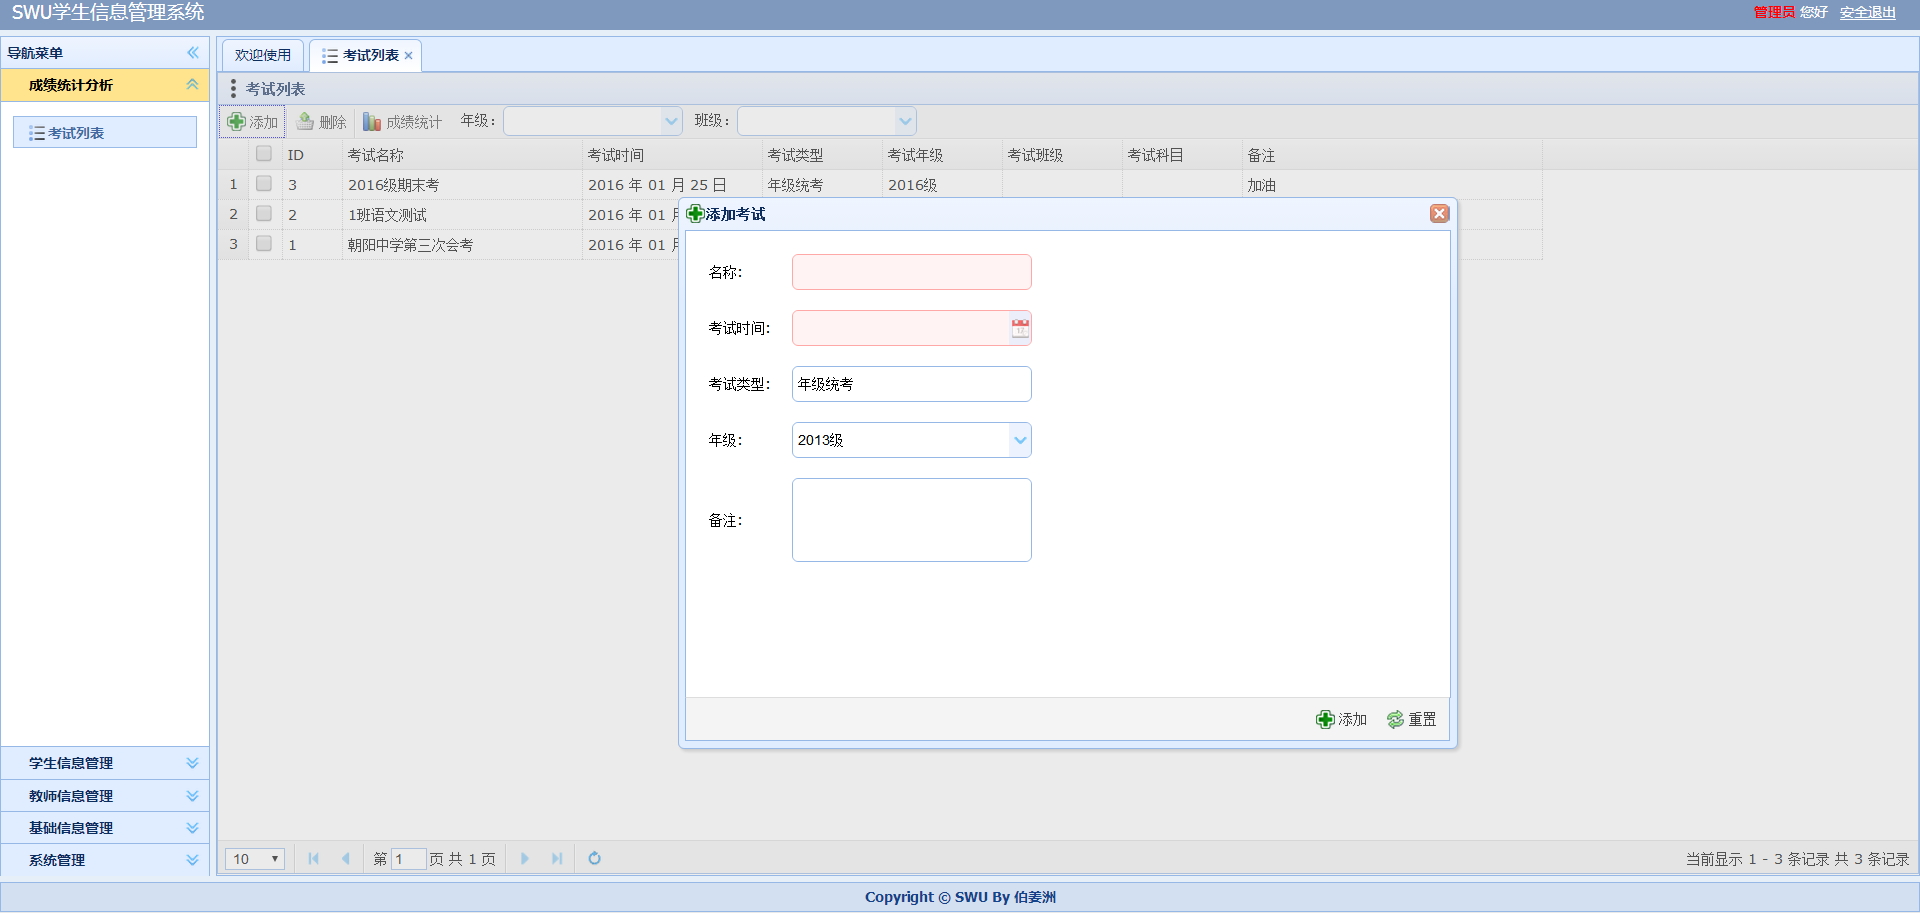 SWU学生信息管理系统
管理员 您好 安全退出
导航菜单
成绩统计分析
考试列表
学生信息管理
教师信息管理
基础信息管理
系统管理
欢迎使用 考试列表
考试列表
添加 删除 成绩统计 年级： 班级：
ID 考试名称 考试时间 考试类型 考试年级 考试班级 考试科目 备注
1 3 2016级期末考 2016 年 01 月 25 日 年级统考 2016级 加油
2 2 1班语文测试 2016 年 01 月
3 1 朝阳中学第三次会考 2016 年 01 月
添加考试
名称:
考试时间:
考试类型: 年级统考
年级: 2013级
备注:
添加 重置
10 第 1 页 共 1 页
当前显示 1 - 3 条记录 共 3 条记录
Copyright © SWU By 伯姜洲